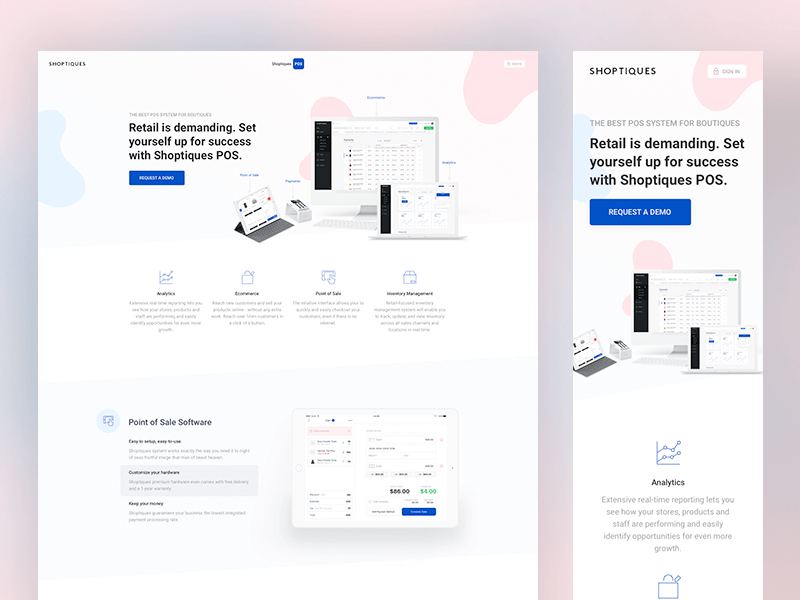 SHOPTIQUES
Shoptiques POS
SIGN IN
THE BEST POS SYSTEM FOR BOUTIQUES
Retail is demanding. Set
yourself up for success
with Shoptiques POS.
REQUEST A DEMO
Ecommerce
Analytics
Point of Sale
Payments
Analytics
Extensive real-time reporting lets you
see how your stores, products and
staff are performing and easily
identify opportunities for even more
growth.
Ecommerce
Reach new customers and sell your
products online - without any extra
work. Reach over 1mm customers in
a click of a button.
Point of Sale
The intuitive interface allows you to
quickly and easily checkout your
customers, even if there is no
internet.
Inventory Management
Retail-focused inventory
management system will enable you
to track, update, and view inventory
across all sales channels and
locations in real time.
Point of Sale Software
Easy to setup, easy-to-use.
Shoptiques system works exactly the way you need it to right
Customize your hardware
Shoptiques premium hardware even comes with free delivery
and a 1-year warranty.
Keep your money
Shoptiques guarantees your business the lowest integrated
payment processing rate.
$86.00
$4.00
SHOPTIQUES
SIGN IN
THE BEST POS SYSTEM FOR BOUTIQUES
Retail is demanding. Set
yourself up for success
with Shoptiques POS.
REQUEST A DEMO
Analytics
Extensive real-time reporting lets you
see how your stores, products and
staff are performing and easily
identify opportunities for even more
growth.